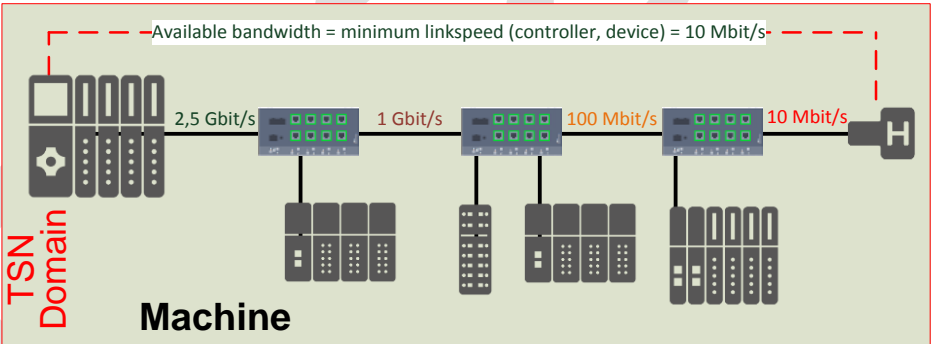 Available bandwidth = minimum linkspeed (controller, device) = 10 Mbit/s
2,5 Gbit/s
1 Gbit/s
100 Mbit/s
10 Mbit/s
H
TSN
Domain
Machine